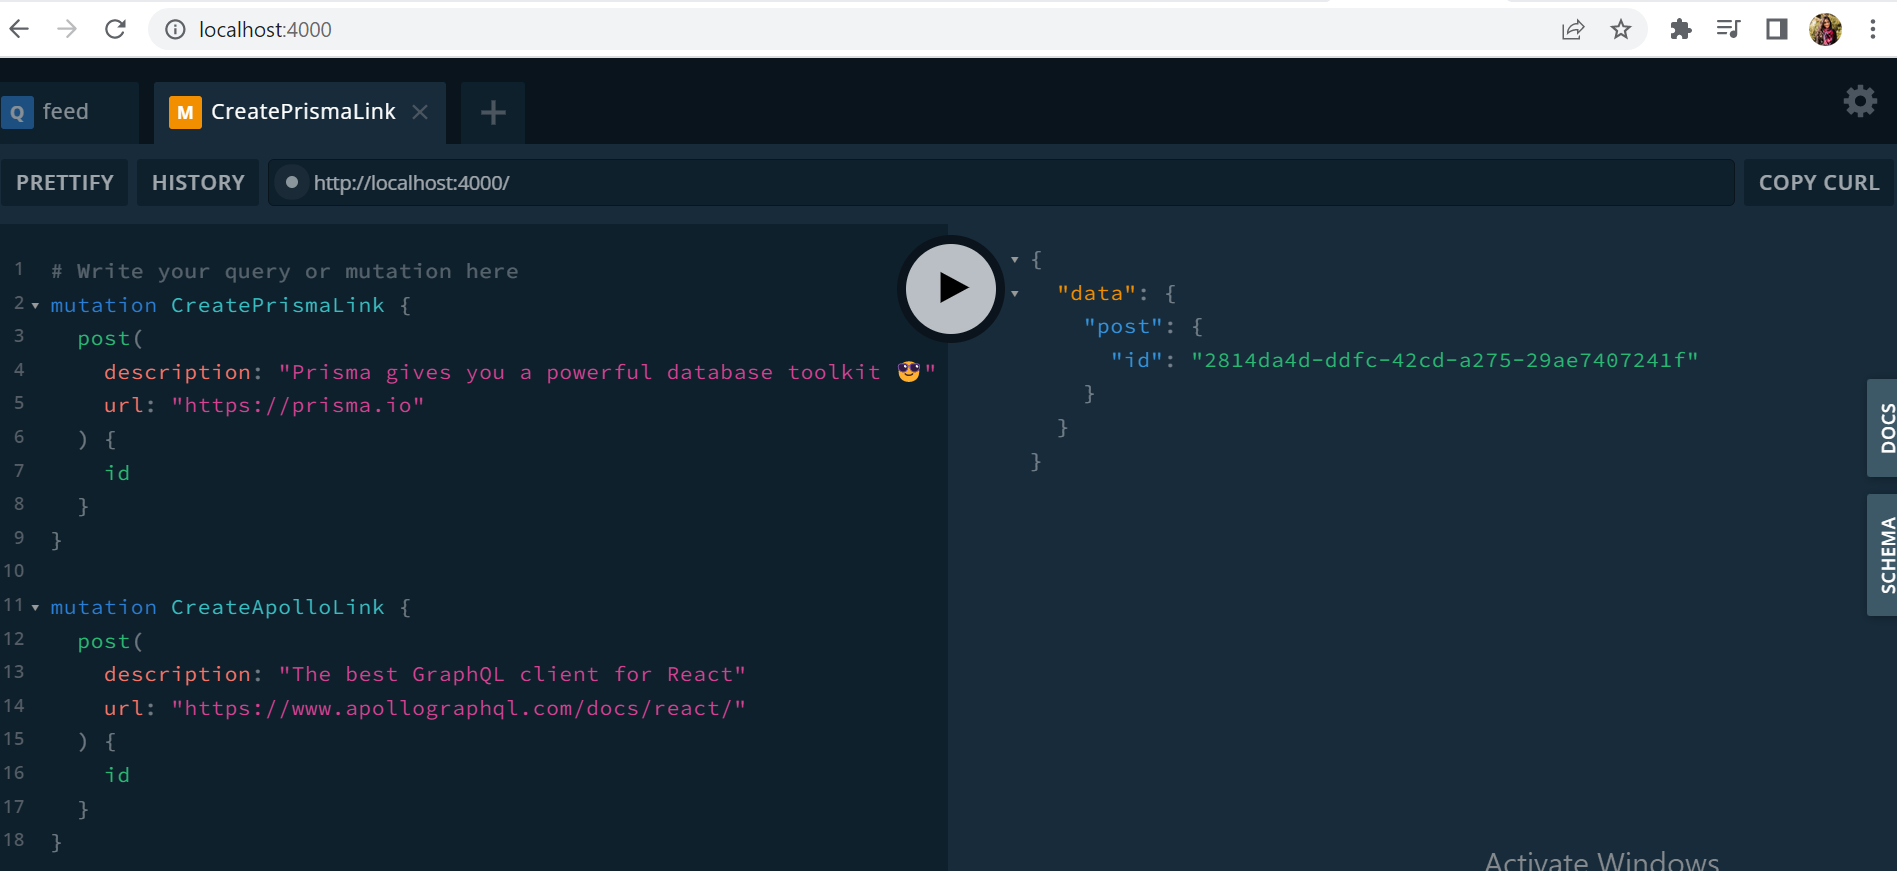 localhost:4000
Q feed M CreatePrismaLink
PRETTIFY HISTORY http://localhost:4000/ COPY CURL
1 # Write your query or mutation here
2 mutation CreatePrismaLink {
3 post(
4 description: "Prisma gives you a powerful database toolkit 😎"
5 url: "https://prisma.io"
6 ) {
7 id
8 }
9 }
10
11 mutation CreateApolloLink {
12 post(
13 description: "The best GraphQL client for React"
14 url: "https://www.apollographql.com/docs/react/"
15 ) {
16 id
17 }
18 }
{
"data": {
"post": {
"id": "2814da4d-ddfc-42cd-a275-29ae7407241f"
}
}
}
DOCS
SCHEMA
Activate Windows